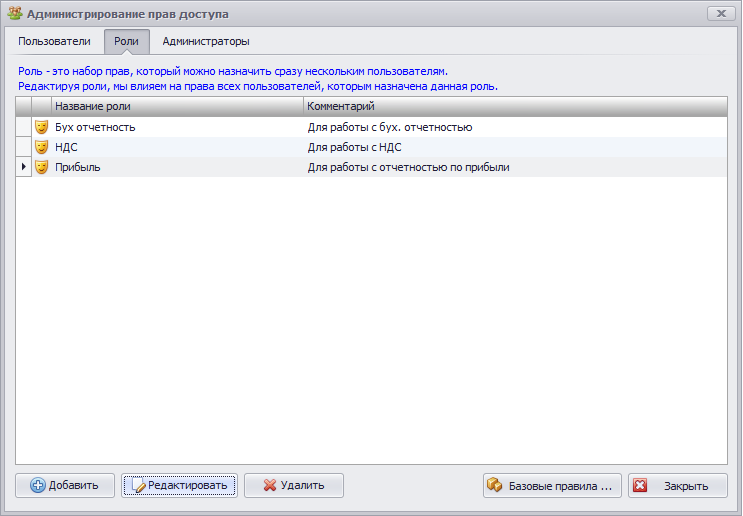 Администрирование прав доступа
Пользователи Роли Администраторы
Роль - это набор прав, который можно назначить сразу нескольким пользователям.
Редактируя роли, мы влияем на права всех пользователей, которым назначена данная роль.
Название роли Комментарий
Бух отчетность Для работы с бух. отчетностью
НДС Для работы с НДС
Прибыль Для работы с отчетностью по прибыли
Добавить Редактировать Удалить Базовые правила ... Закрыть